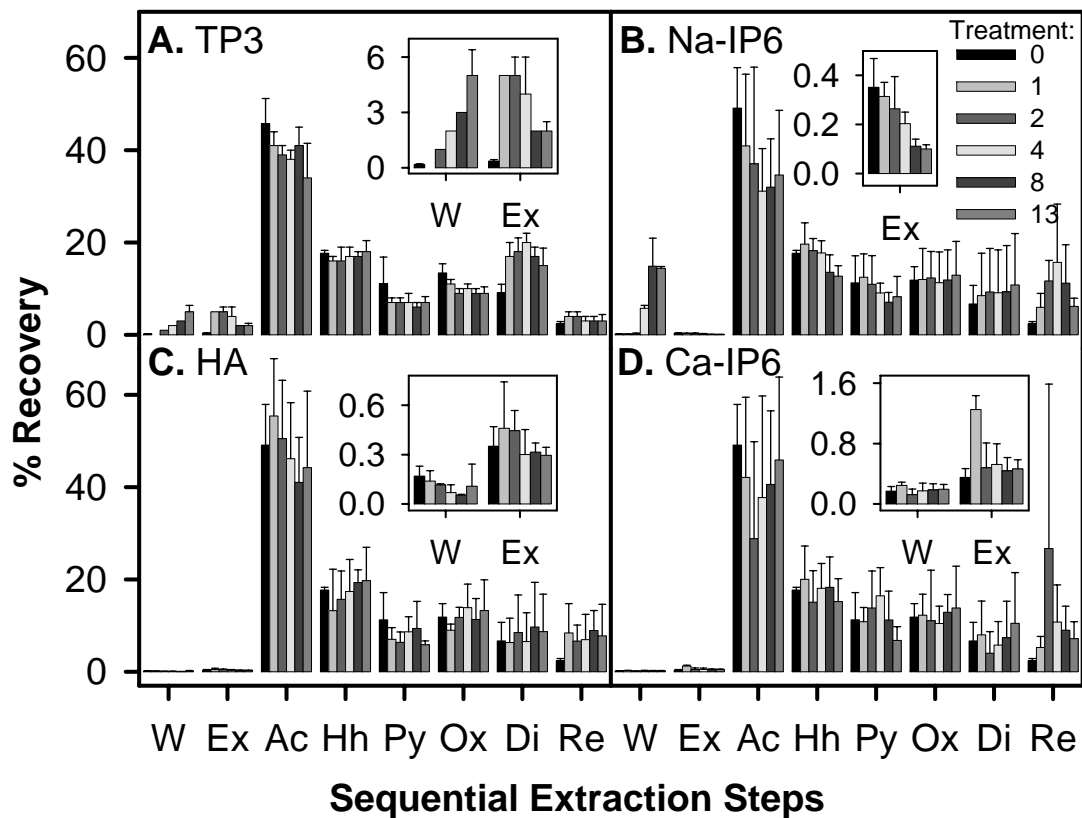 A. TP3
B. Na-IP6
Treatment:
0
1
2
4
8
13
60
40
20
0
6
3
0
W Ex
0.4
0.2
0.0
Ex
C. HA
D. Ca-IP6
60
40
20
0
0.6
0.3
0.0
W Ex
1.6
0.8
0.0
W Ex
% Recovery
W Ex Ac Hh Py Ox Di Re
W Ex Ac Hh Py Ox Di Re
Sequential Extraction Steps